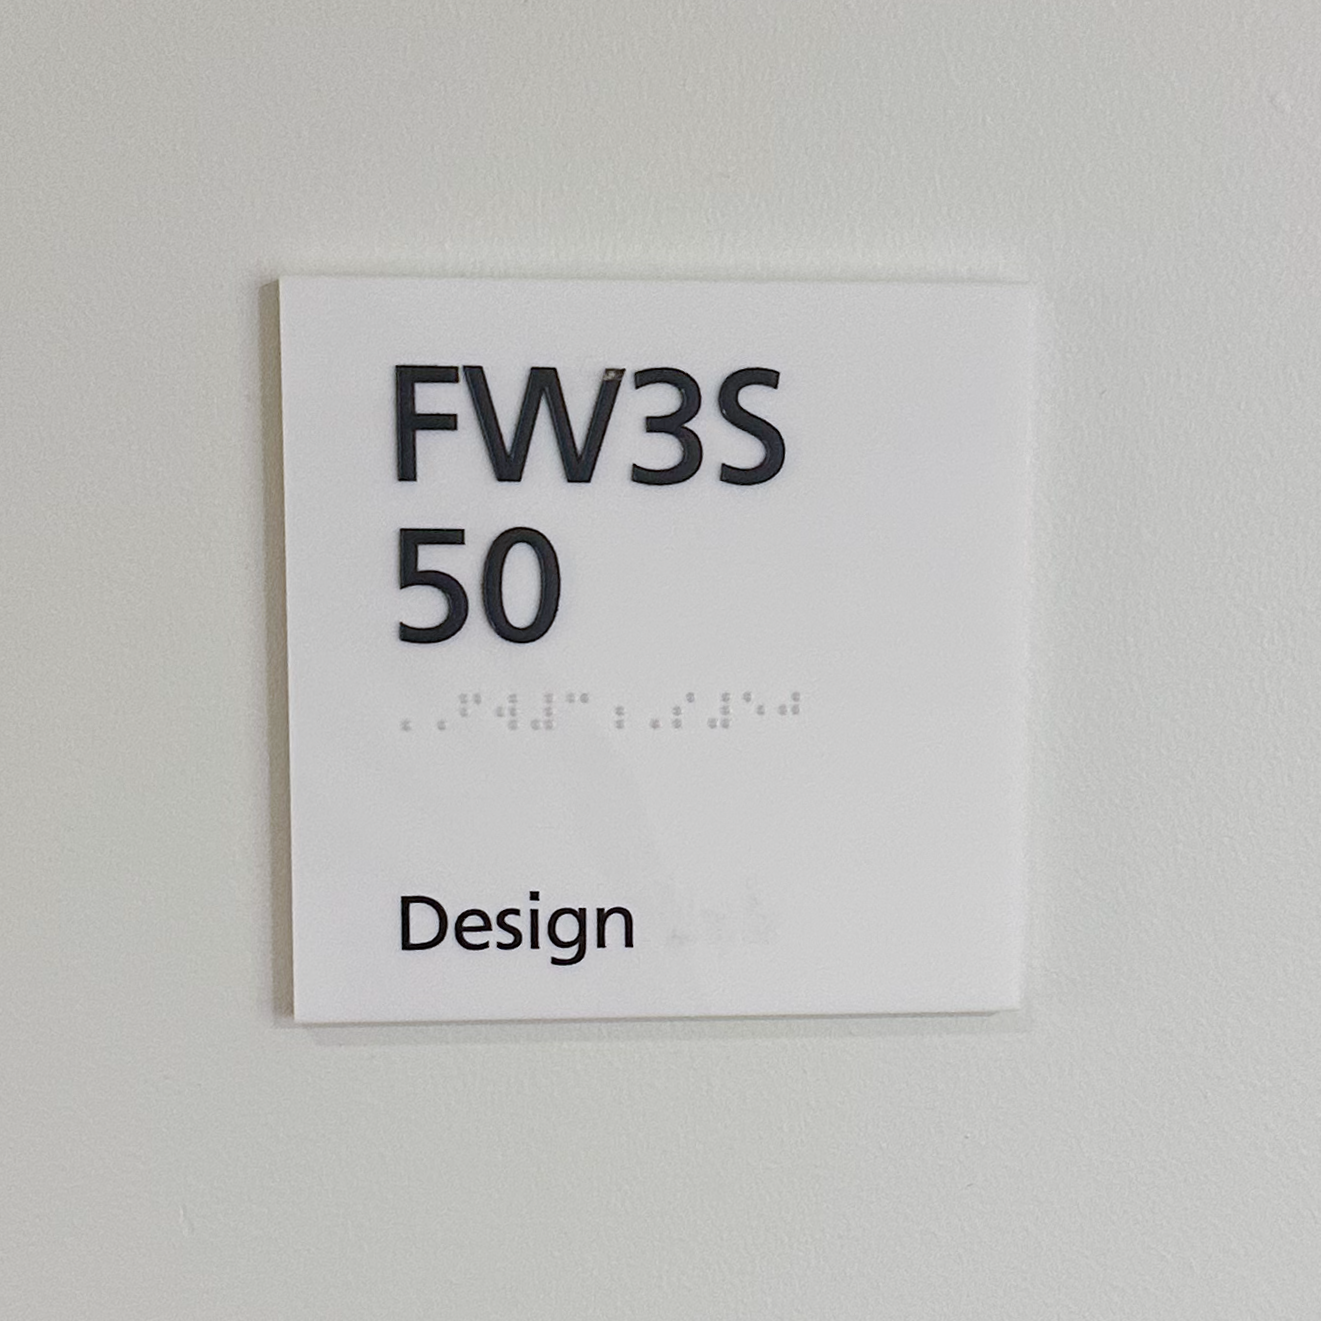 FW3S
50
⠠⠠⠋⠺⠼⠉⠰⠠⠎⠼⠑⠚
Design